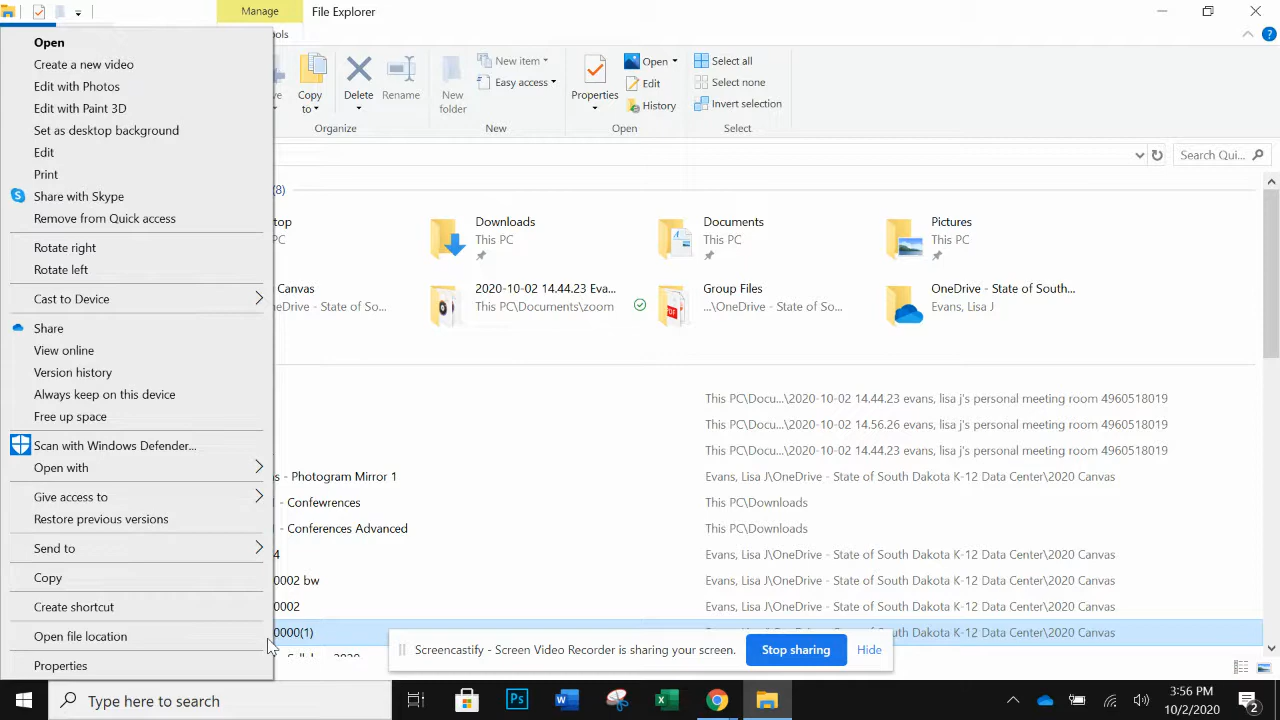 Manage
File Explorer
ols
Open
Create a new video
Edit with Photos
Edit with Paint 3D
Set as desktop background
Edit
Print
Share with Skype
Remove from Quick access
Rotate right
Rotate left
Cast to Device
Share
View online
Version history
Always keep on this device
Free up space
Scan with Windows Defender...
Open with
Give access to
Restore previous versions
Send to
Copy
Create shortcut
Open file location
Properties
ve
Copy
to
Delete
Rename
Organize
New
folder
New item
Easy access
New
Properties
Open
Edit
History
Open
Select all
Select none
Invert selection
Select
Search Qui...
(8)
top
PC
Downloads
This PC
Documents
This PC
Pictures
This PC
Canvas
OneDrive - State of So...
2020-10-02 14.44.23 Eva...
This PC\Documents\zoom
Group Files
...\OneDrive - State of So...
OneDrive - State of South...
Evans, Lisa J
This PC\Docu...\2020-10-02 14.44.23 evans, lisa j's personal meeting room 4960518019
This PC\Docu...\2020-10-02 14.56.26 evans, lisa j's personal meeting room 4960518019
This PC\Docu...\2020-10-02 14.44.23 evans, lisa j's personal meeting room 4960518019
s - Photogram Mirror 1 Evans, Lisa J\OneDrive - State of South Dakota K-12 Data Center\2020 Canvas
- Confewrences This PC\Downloads
- Conferences Advanced This PC\Downloads
4 Evans, Lisa J\OneDrive - State of South Dakota K-12 Data Center\2020 Canvas
0002 bw Evans, Lisa J\OneDrive - State of South Dakota K-12 Data Center\2020 Canvas
0002 Evans, Lisa J\OneDrive - State of South Dakota K-12 Data Center\2020 Canvas
0000(1) Evans, Lisa J\OneDrive - State of South Dakota K-12 Data Center\2020 Canvas
Screencastify - Screen Video Recorder is sharing your screen. Stop sharing Hide
Type here to search
3:56 PM
10/2/2020
2